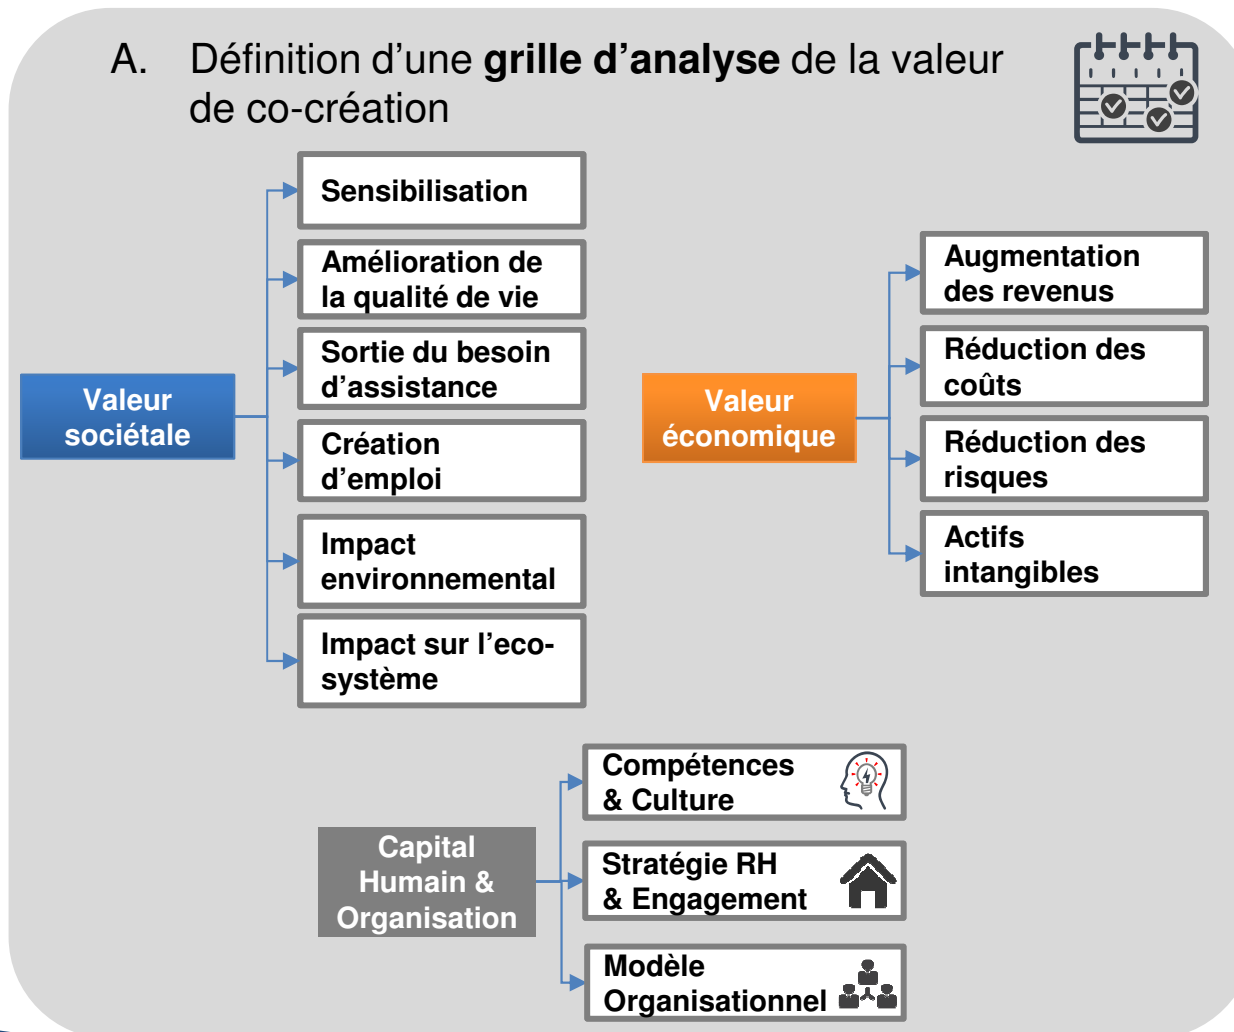 A. Définition d’une grille d’analyse de la valeur
de co-création
Valeur
sociétale
Sensibilisation
Amélioration de
la qualité de vie
Sortie du besoin
d’assistance
Création
d’emploi
Impact
environnemental
Impact sur l’eco-
système
Valeur
économique
Augmentation
des revenus
Réduction des
coûts
Réduction des
risques
Actifs
intangibles
Capital
Humain &
Organisation
Compétences
& Culture
Stratégie RH
& Engagement
Modèle
Organisationnel